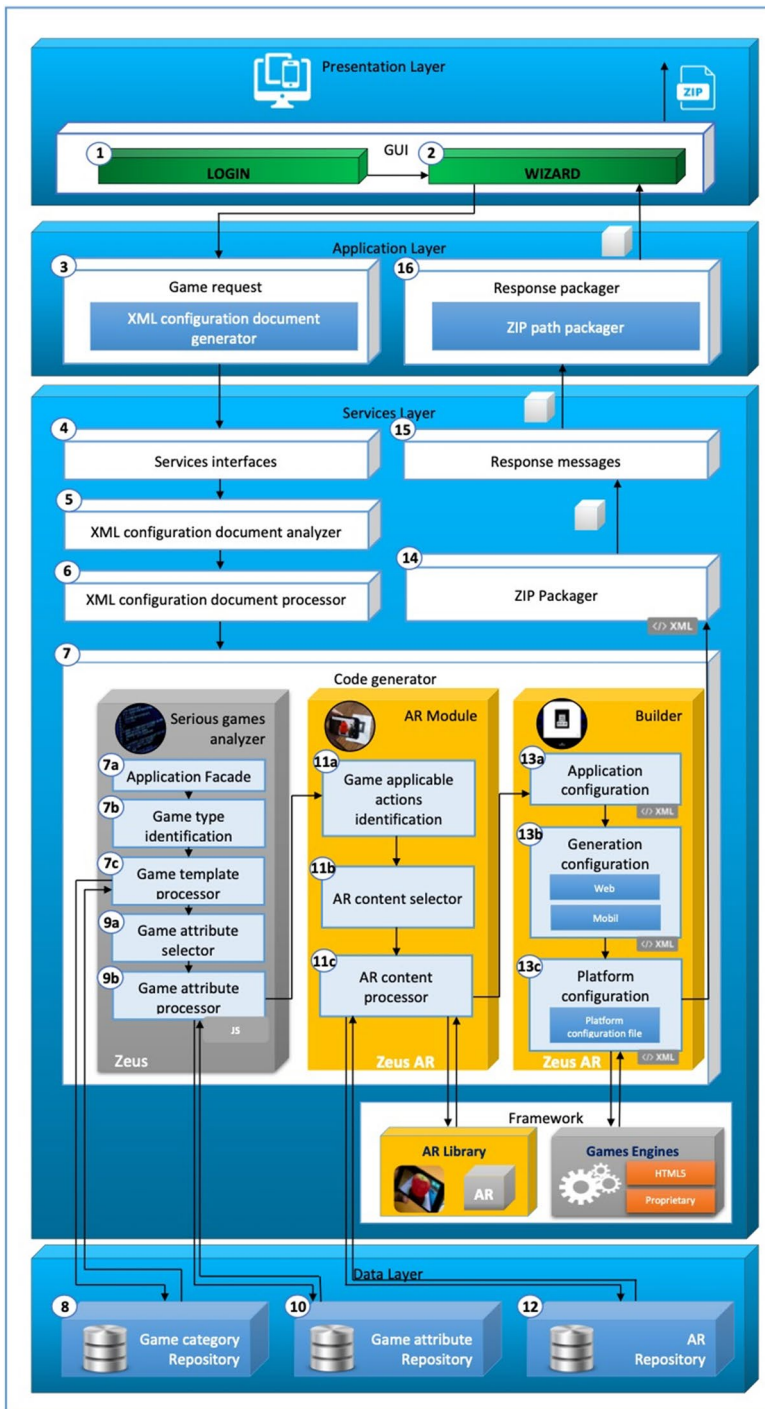 Presentation Layer
ZIP
GUI
1
LOGIN
2
WIZARD
Application Layer
3
Game request
XML configuration document
generator
16
Response packager
ZIP path packager
Services Layer
4
Services interfaces
15
Response messages
5
XML configuration document analyzer
6
XML configuration document processor
14
ZIP Packager
</> XML
7
Code generator
Serious games
analyzer
7a
Application Facade
7b
Game type
identification
7c
Game template
processor
9a
Game attribute
selector
9b
Game attribute
processor
JS
Zeus
AR Module
11a
Game applicable
actions
identification
11b
AR content selector
11c
AR content
processor
Zeus AR
Builder
13a
Application
configuration
</> XML
13b
Generation
configuration
Web
Mobil
</> XML
13c
Platform
configuration
Platform
configuration file
</> XML
Zeus AR
Framework
AR Library
AR
Games Engines
HTML5
Proprietary
Data Layer
8
Game category
Repository
10
Game attribute
Repository
12
AR
Repository